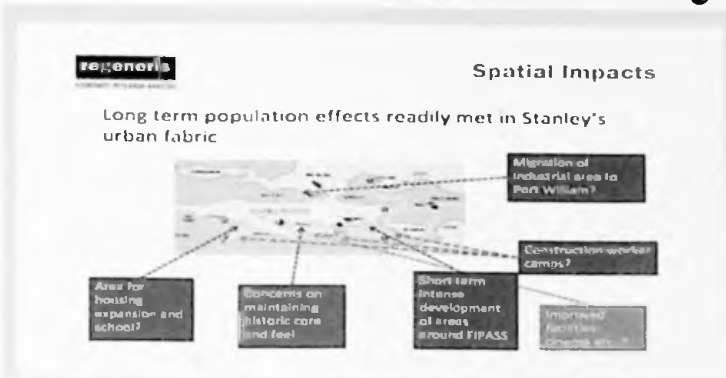 regeneris
Spatial Impacts
Long term population effects readily met in Stanley's
urban fabric
Migration of
industrial area to
Port William?
Construction worker
camps?
Area for
housing
expansion and
school?
Concerns on
maintaining
historic core
and feel
Short term
intense
development
of areas
around FIPASS
Improved
facilities:
cinema etc.